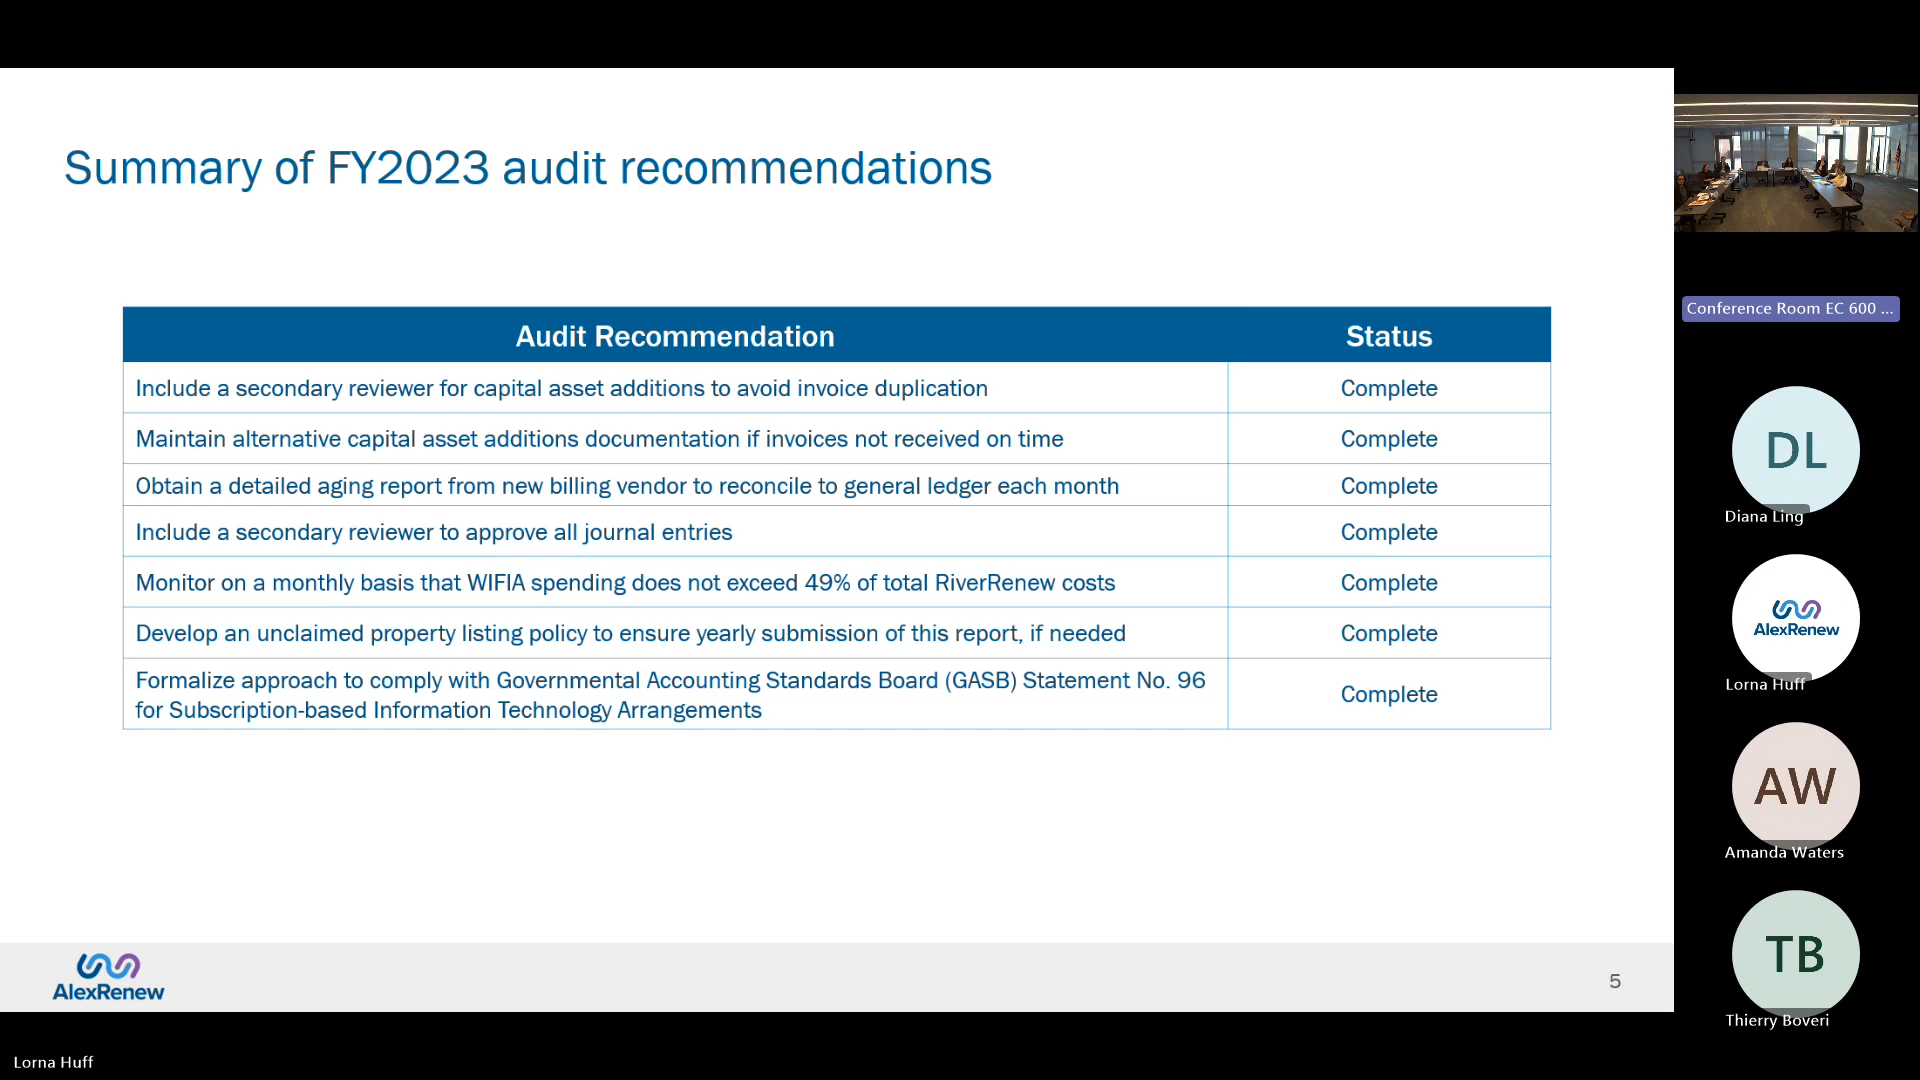 Summary of FY2023 audit recommendations
Audit Recommendation Status
Include a secondary reviewer for capital asset additions to avoid invoice duplication Complete
Maintain alternative capital asset additions documentation if invoices not received on time Complete
Obtain a detailed aging report from new billing vendor to reconcile to general ledger each month Complete
Include a secondary reviewer to approve all journal entries Complete
Monitor on a monthly basis that WIFIA spending does not exceed 49% of total RiverRenew costs Complete
Develop an unclaimed property listing policy to ensure yearly submission of this report, if needed Complete
Formalize approach to comply with Governmental Accounting Standards Board (GASB) Statement No. 96
for Subscription-based Information Technology Arrangements Complete
AlexRenew
5
Conference Room EC 600 ...
DL
Diana Ling
AlexRenew
Lorna Huff
AW
Amanda Waters
TB
Thierry Boveri
Lorna Huff